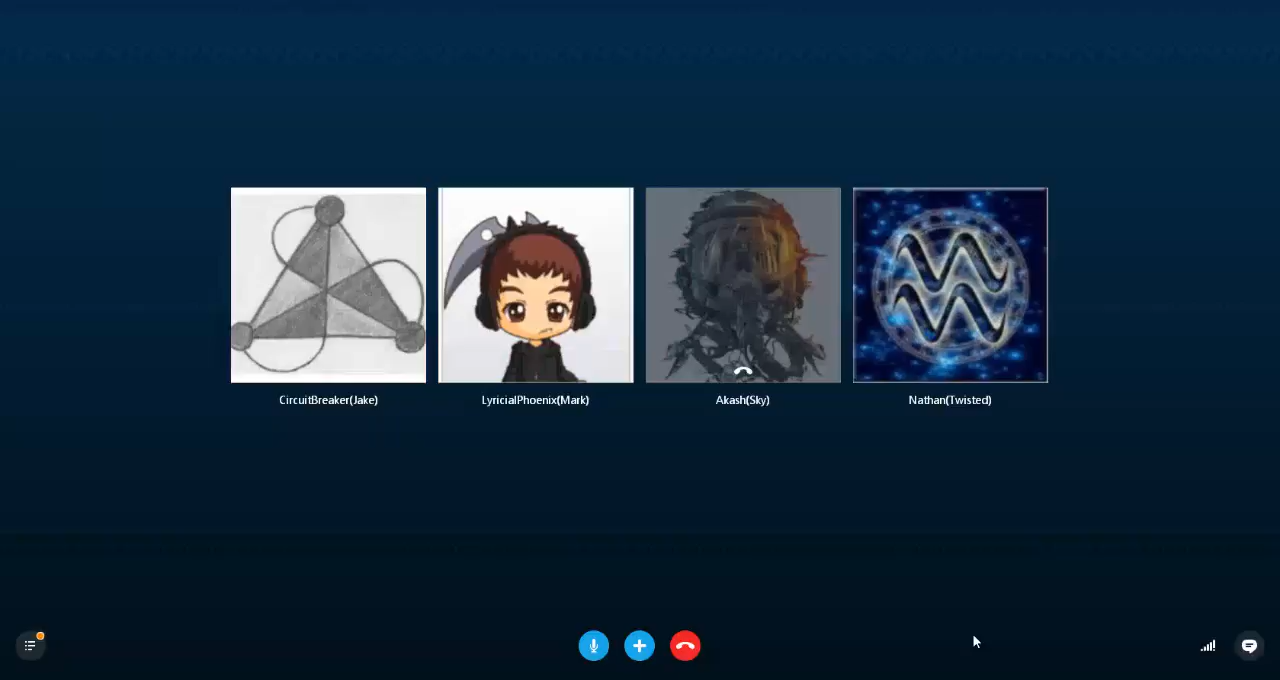 CircuitBreaker(Jake)
LyricialPhoenix(Mark)
Akash(Sky)
Nathan(Twisted)